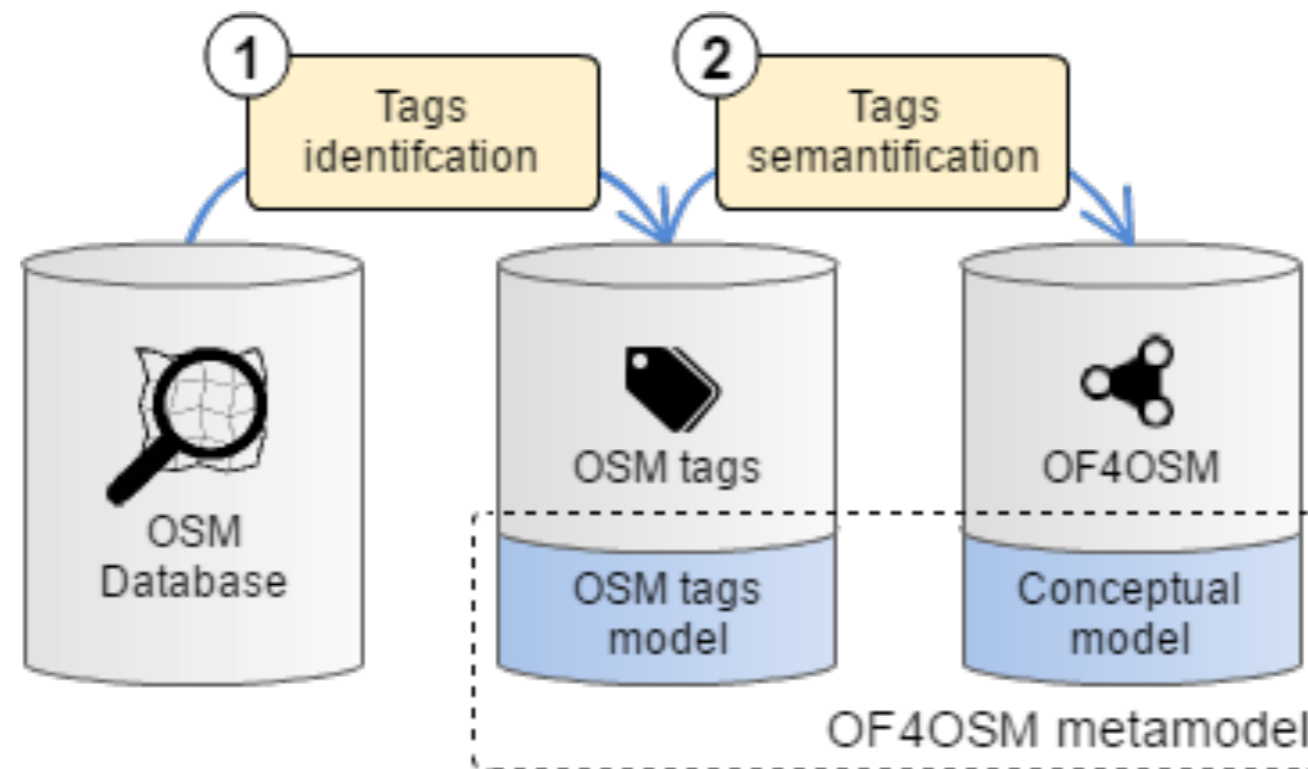 1
Tags
identifcation
2
Tags
semantification
OSM
Database
OSM tags
OSM tags
model
OF4OSM
Conceptual
model
OF4OSM metamodel